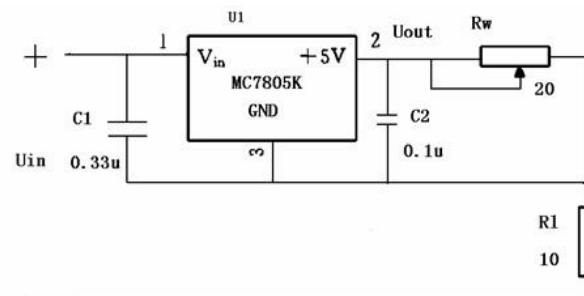 U1
1
2
Uout
Rw
+
Vin
+5V
MC7805K
20
C1
GND
C2
3
0.1u
Uin
0.33u
R1
10